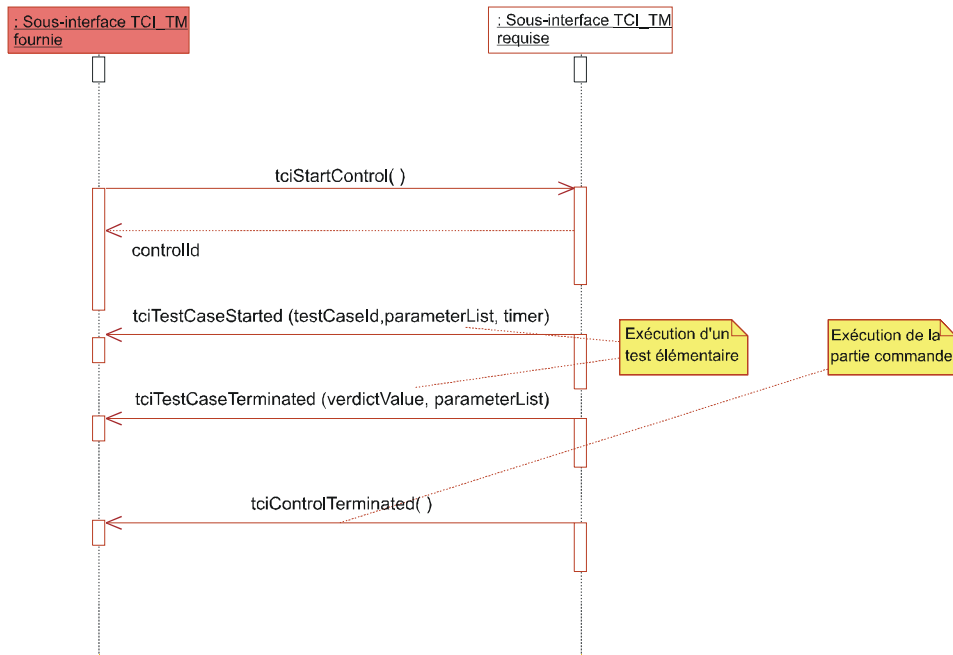 : Sous-interface TCI_TM
fournie
: Sous-interface TCI_TM
requise
tciStartControl( )
controlId
tciTestCaseStarted (testCaseId,parameterList, timer)
Exécution d'un
test élémentaire
Exécution de la
partie commande
tciTestCaseTerminated (verdictValue, parameterList)
tciControlTerminated( )